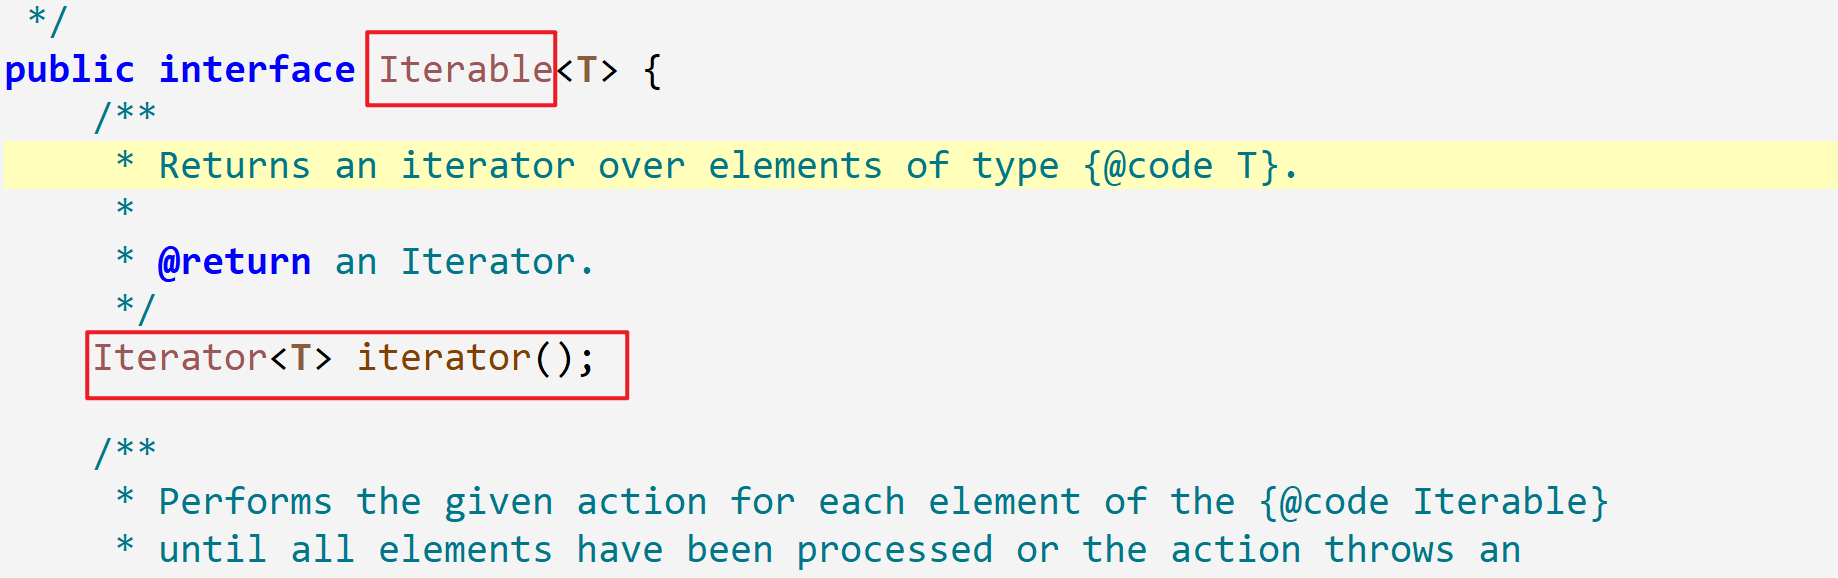 */
public interface Iterable<T> {
/**
* Returns an iterator over elements of type {@code T}.
*
* @return an Iterator.
*/
Iterator<T> iterator();
/**
* Performs the given action for each element of the {@code Iterable}
* until all elements have been processed or the action throws an